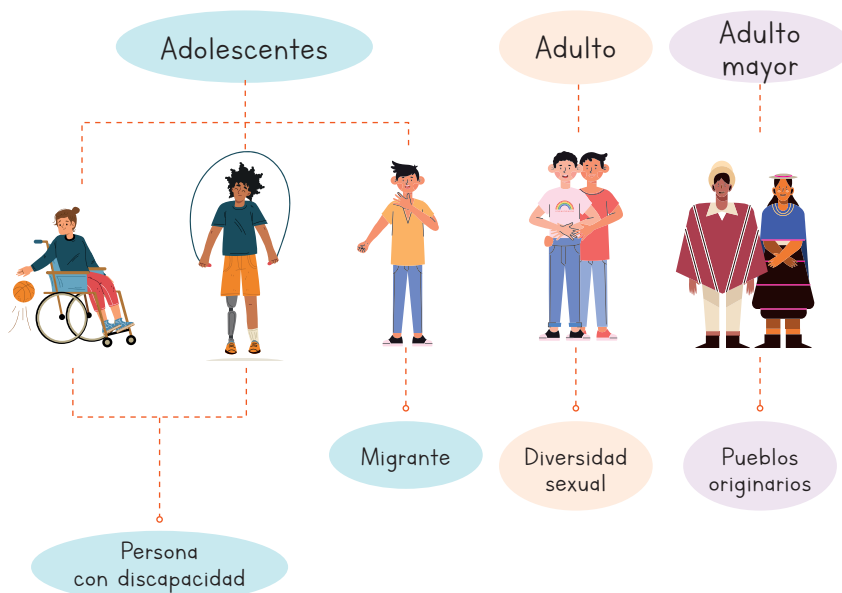 Adolescentes
Adulto
Adulto
mayor
Migrante
Diversidad
sexual
Pueblos
originarios
Persona
con discapacidad